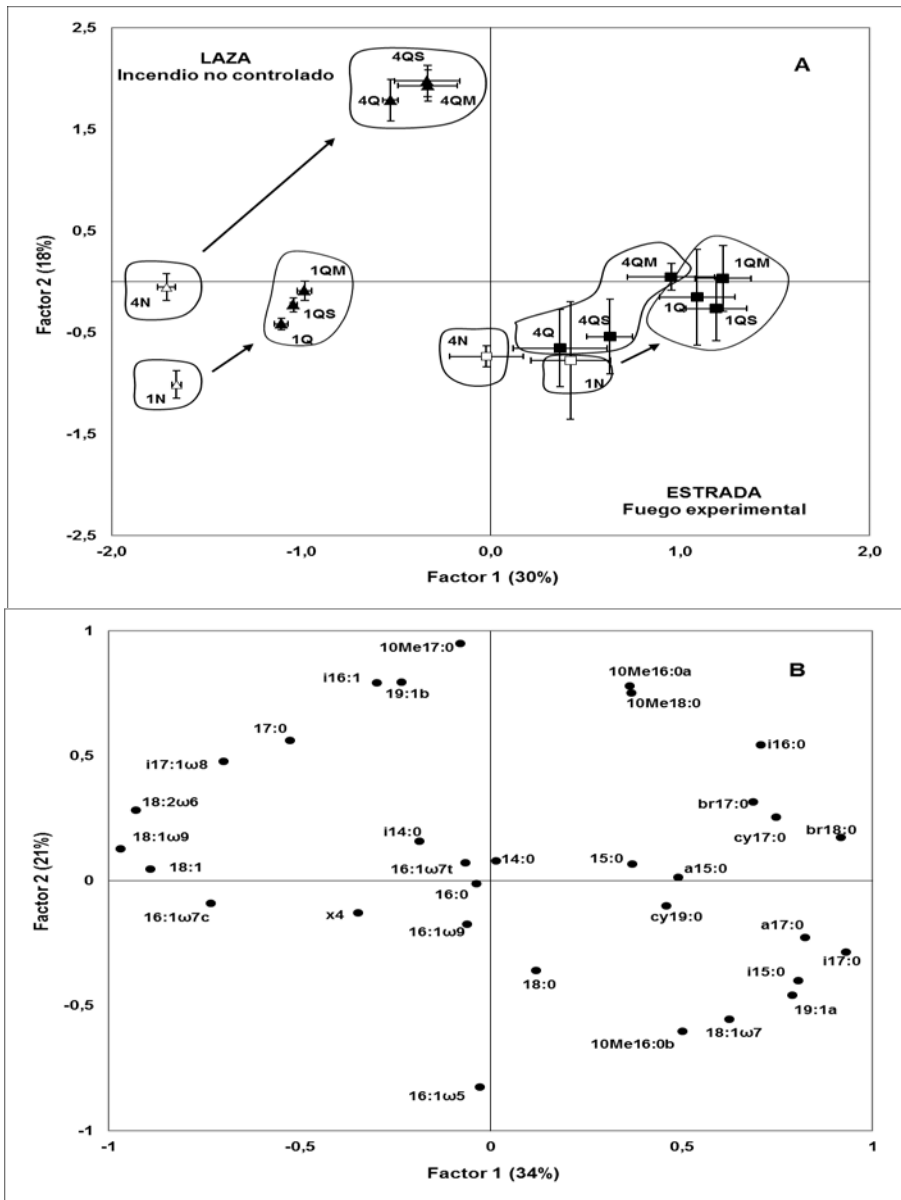 2,5
LAZA
Incendio no controlado
4QS
A
4Q
4QM
1,5
Factor 2 (18%)
0,5
4N
1QM
1QS
1Q
4QM
1QM
1Q
1QS
4N
4Q
4QS
-0,5
1N
1N
-1,5
ESTRADA
Fuego experimental
-2,5
-2,0
-1,0
0,0
1,0
2,0
Factor 1 (30%)
1
10Me17:0
B
i16:1
19:1b
10Me16:0a
10Me18:0
17:0
i16:0
0,5
i17:1ω8
18:2ω6
br17:0
cy17:0
br18:0
18:1ω9
i14:0
18:1
16:1ω7t
14:0
15:0
a15:0
Factor 2 (21%)
0
16:0
16:1ω7c
x4
16:1ω9
cy19:0
a17:0
i17:0
18:0
i15:0
19:1a
-0,5
10Me16:0b
18:1ω7
16:1ω5
-1
-1
-0,5
0
0,5
1
Factor 1 (34%)